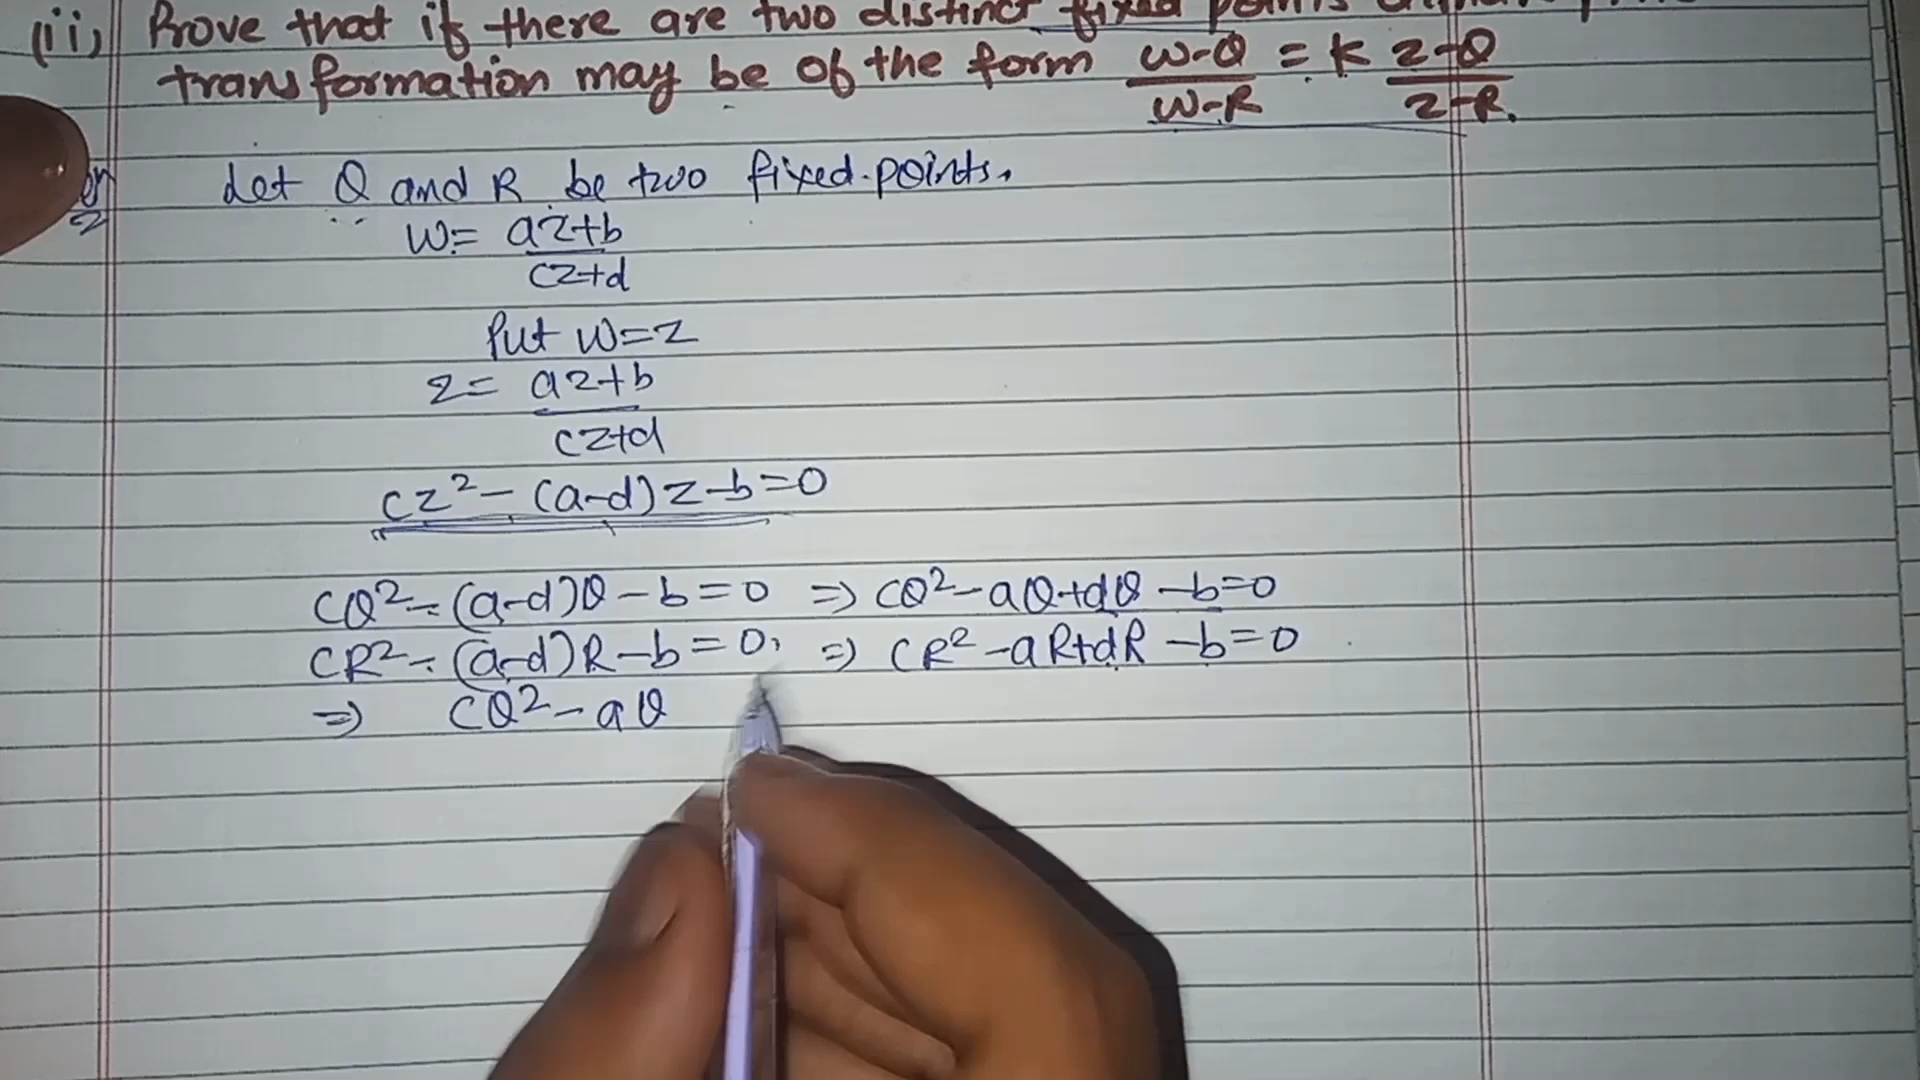 (ii) Prove that if there are two distinct fixed points
transformation may be of the form w-Q/w-R = k z-Q/z-R.
Let Q and R be two fixed points.
w = az+b/cz+d
Put w=z
z = az+b/cz+d
cz²-(a-d)z-b=0
cQ²-(a-d)Q-b=0 ⇒ cQ²-aQ+dQ-b=0
cR²-(a-d)R-b=0, ⇒ cR²-aR+dR-b=0
⇒ cQ²-aQ